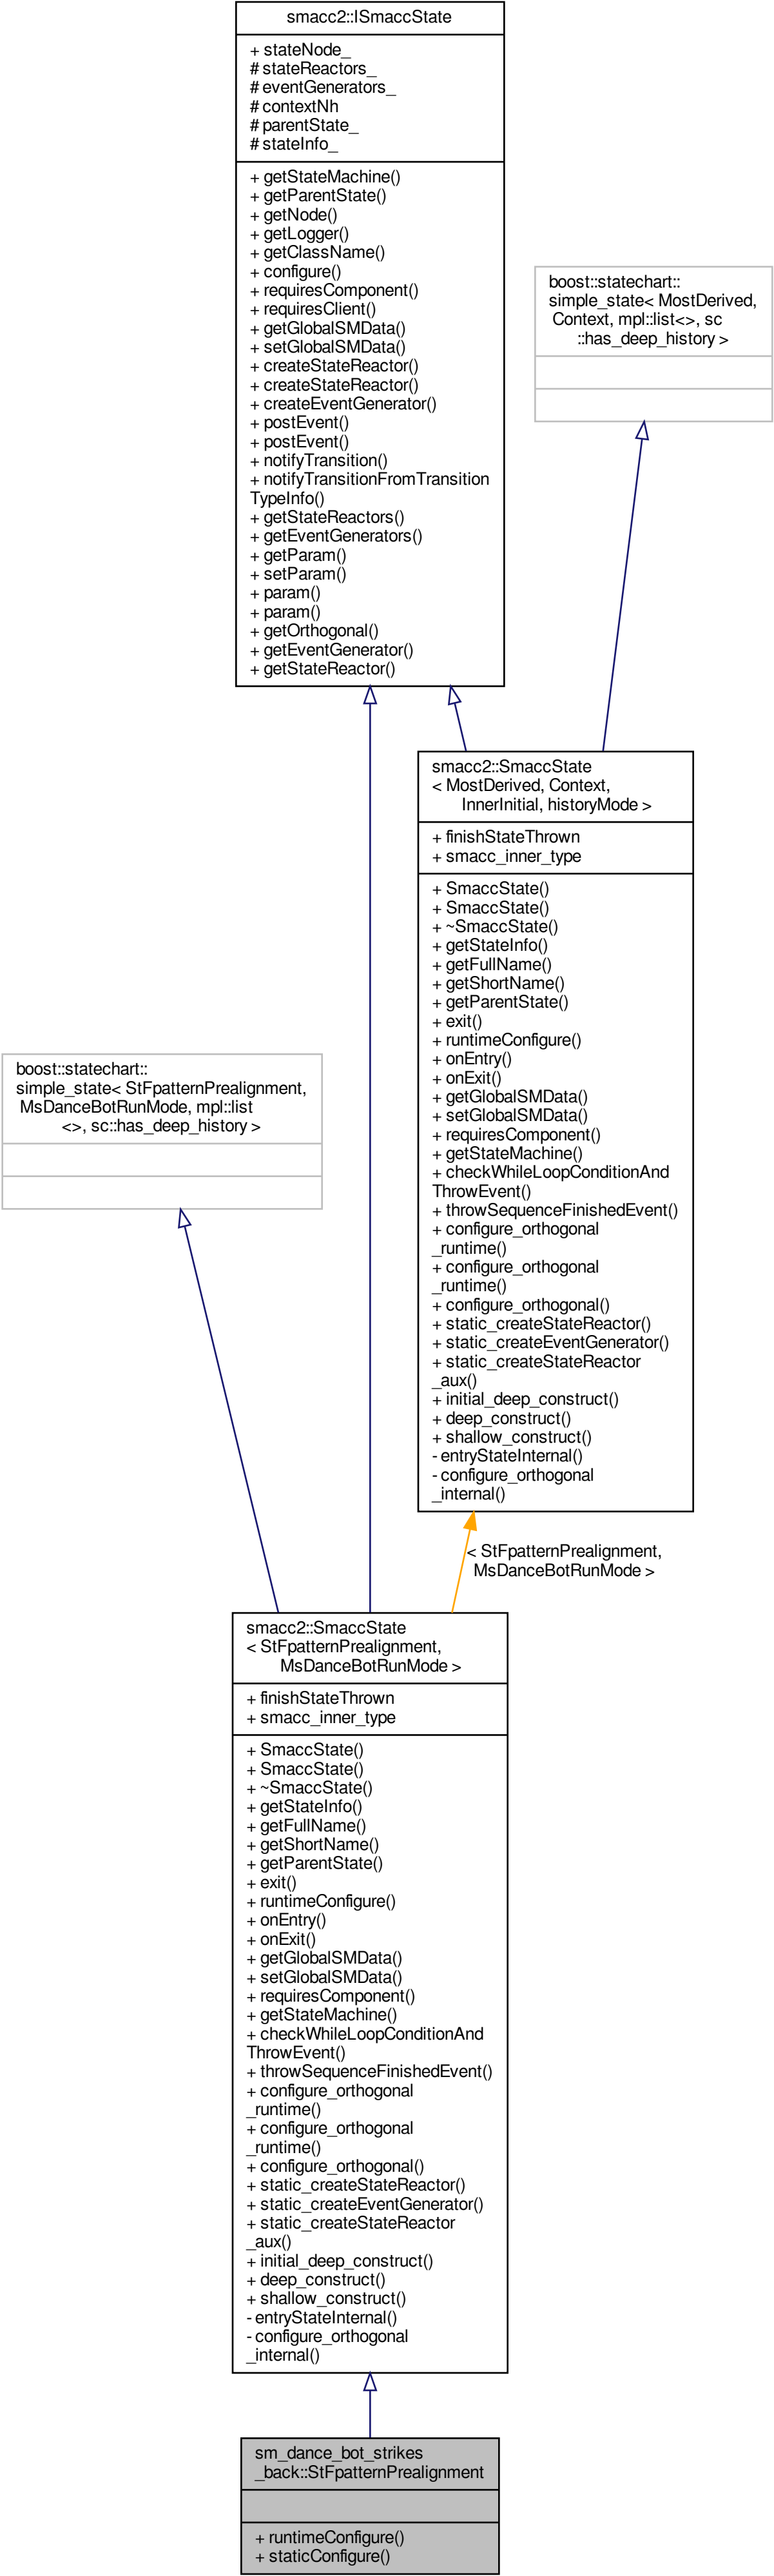 smacc2::ISmaccState
+ stateNode_
# stateReactors_
# eventGenerators_
# contextNh
# parentState_
# stateInfo_
+ getStateMachine()
+ getParentState()
+ getNode()
+ getLogger()
+ getClassName()
+ configure()
+ requiresComponent()
+ requiresClient()
+ getGlobalSMData()
+ setGlobalSMData()
+ createStateReactor()
+ createStateReactor()
+ createEventGenerator()
+ postEvent()
+ postEvent()
+ notifyTransition()
+ notifyTransitionFromTransition
TypeInfo()
+ getStateReactors()
+ getEventGenerators()
+ getParam()
+ setParam()
+ param()
+ param()
+ getOrthogonal()
+ getEventGenerator()
+ getStateReactor()
boost::statechart::
simple_state< MostDerived,
Context, mpl::list<>, sc
::has_deep_history >
smacc2::SmaccState
< MostDerived, Context,
InnerInitial, historyMode >
+ finishStateThrown
+ smacc_inner_type
+ SmaccState()
+ SmaccState()
+ ~SmaccState()
+ getStateInfo()
+ getFullName()
+ getShortName()
+ getParentState()
+ exit()
+ runtimeConfigure()
+ onEntry()
+ onExit()
+ getGlobalSMData()
+ setGlobalSMData()
+ requiresComponent()
+ getStateMachine()
+ checkWhileLoopConditionAnd
ThrowEvent()
+ throwSequenceFinishedEvent()
+ configure_orthogonal
_runtime()
+ configure_orthogonal
_runtime()
+ configure_orthogonal()
+ static_createStateReactor()
+ static_createEventGenerator()
+ static_createStateReactor
_aux()
+ initial_deep_construct()
+ deep_construct()
+ shallow_construct()
- entryStateInternal()
- configure_orthogonal
_internal()
boost::statechart::
simple_state< StFpatternPrealignment,
MsDanceBotRunMode, mpl::list
<>, sc::has_deep_history >
< StFpatternPrealignment,
MsDanceBotRunMode >
smacc2::SmaccState
< StFpatternPrealignment,
MsDanceBotRunMode >
+ finishStateThrown
+ smacc_inner_type
+ SmaccState()
+ SmaccState()
+ ~SmaccState()
+ getStateInfo()
+ getFullName()
+ getShortName()
+ getParentState()
+ exit()
+ runtimeConfigure()
+ onEntry()
+ onExit()
+ getGlobalSMData()
+ setGlobalSMData()
+ requiresComponent()
+ getStateMachine()
+ checkWhileLoopConditionAnd
ThrowEvent()
+ throwSequenceFinishedEvent()
+ configure_orthogonal
_runtime()
+ configure_orthogonal
_runtime()
+ configure_orthogonal()
+ static_createStateReactor()
+ static_createEventGenerator()
+ static_createStateReactor
_aux()
+ initial_deep_construct()
+ deep_construct()
+ shallow_construct()
- entryStateInternal()
- configure_orthogonal
_internal()
sm_dance_bot_strikes
_back::StFpatternPrealignment
+ runtimeConfigure()
+ staticConfigure()